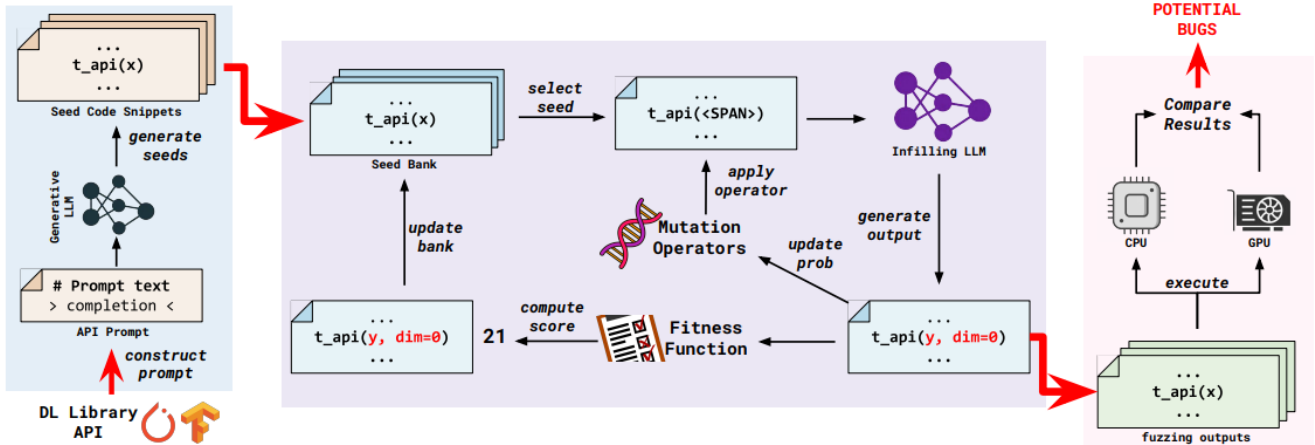 ...
t_api(x)
...
Seed Code Snippets
generate
seeds
Generative
LLM
# Prompt text
> completion <
API Prompt
construct
prompt
DL Library
API
...
t_api(x)
...
Seed Bank
select
seed
...
t_api(<SPAN>)
...
Infilling LLM
apply
operator
Mutation
Operators
update
bank
update
prob
generate
output
...
t_api(y, dim=0)
...
21
compute
score
Fitness
Function
...
t_api(y, dim=0)
...
POTENTIAL
BUGS
Compare
Results
CPU
GPU
execute
...
t_api(x)
...
fuzzing outputs